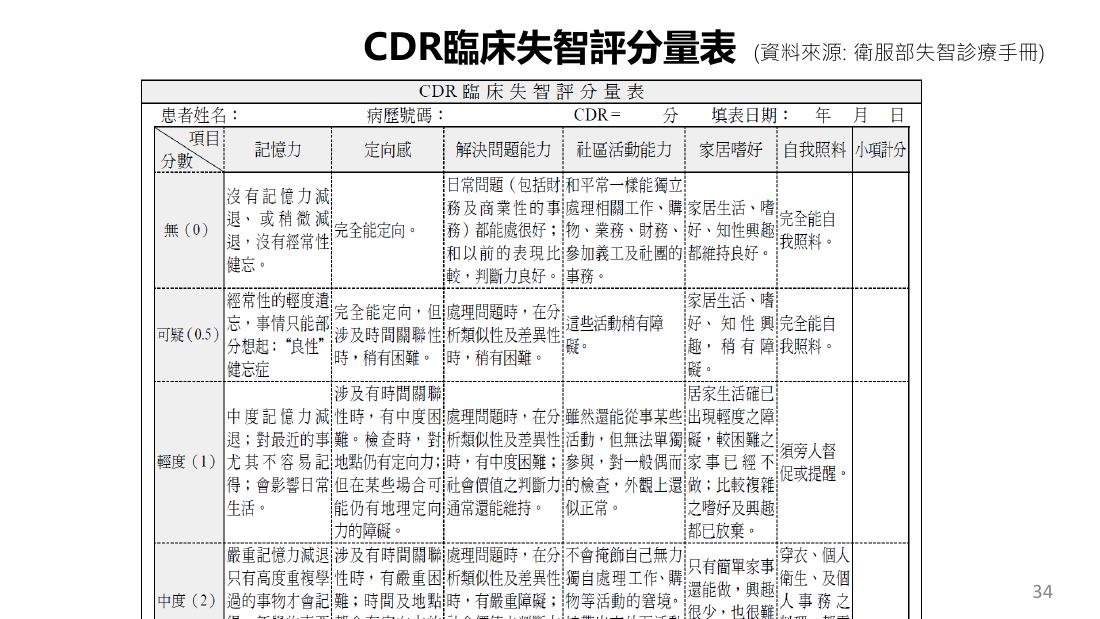 CDR臨床失智評分量表 (資料來源: 衛服部失智診療手冊)
CDR 臨 床 失 智 評 分 量 表
患者姓名： 病歷號碼： CDR= 分 填表日期： 年 月 日
項目
分數
記憶力
定向感
解決問題能力
社區活動能力
家居嗜好
自我照料
小項計分
無（0）
沒有記憶力減
退、或稍微減
退，沒有經常性
健忘。
完全能定向。
日常問題（包括財
務及商業性的事
務）都能處很好；
和以前的表現比
較，判斷力良好。
和平常一樣能獨立
處理相關工作、購
物、業務、財務、
參加義工及社團的
事務。
家居生活、嗜
好、知性興趣
都維持良好。
完全能自
我照料。
可疑（0.5）
經常性的輕度遺
忘，事情只能部
分想起：“良性”
健忘症
完全能定向，但
涉及時間關聯性
時，稍有困難。
處理問題時，在分
析類似性及差異性
時，稍有困難。
這些活動稍有障
礙。
家居生活、嗜
好、知性興
趣，稍有障
礙。
完全能自
我照料。
輕度（1）
中度記憶力減
退；對最近的事
尤其不容易記
得；會影響日常
生活。
涉及有時間關聯
性時，有中度困
難。檢查時，對
地點仍有定向力；
但在某些場合可
能仍有地理定向
力的障礙。
處理問題時，在分
析類似性及差異性
時，有中度困難；
社會價值之判斷力
通常還能維持。
雖然還能從事某些
活動，但無法單獨
參與，對一般偶而
的檢查，外觀上還
似正常。
居家生活確已
出現輕度之障
礙，較困難之
家事已經不
做；比較複雜
之嗜好及興趣
都已放棄。
須旁人督
促或提醒。
中度（2）
嚴重記憶力減退
只有高度重複學
過的事物才會記
涉及有時間關聯
性時，有嚴重困
難；時間及地點
處理問題時，在分
析類似性及差異性
時，有嚴重障礙；
不會掩飾自己無力
獨自處理工作、購
物等活動的窘境。
只有簡單家事
還能做，興趣
很少，也很難
穿衣、個人
衛生、及個
人事務之
34